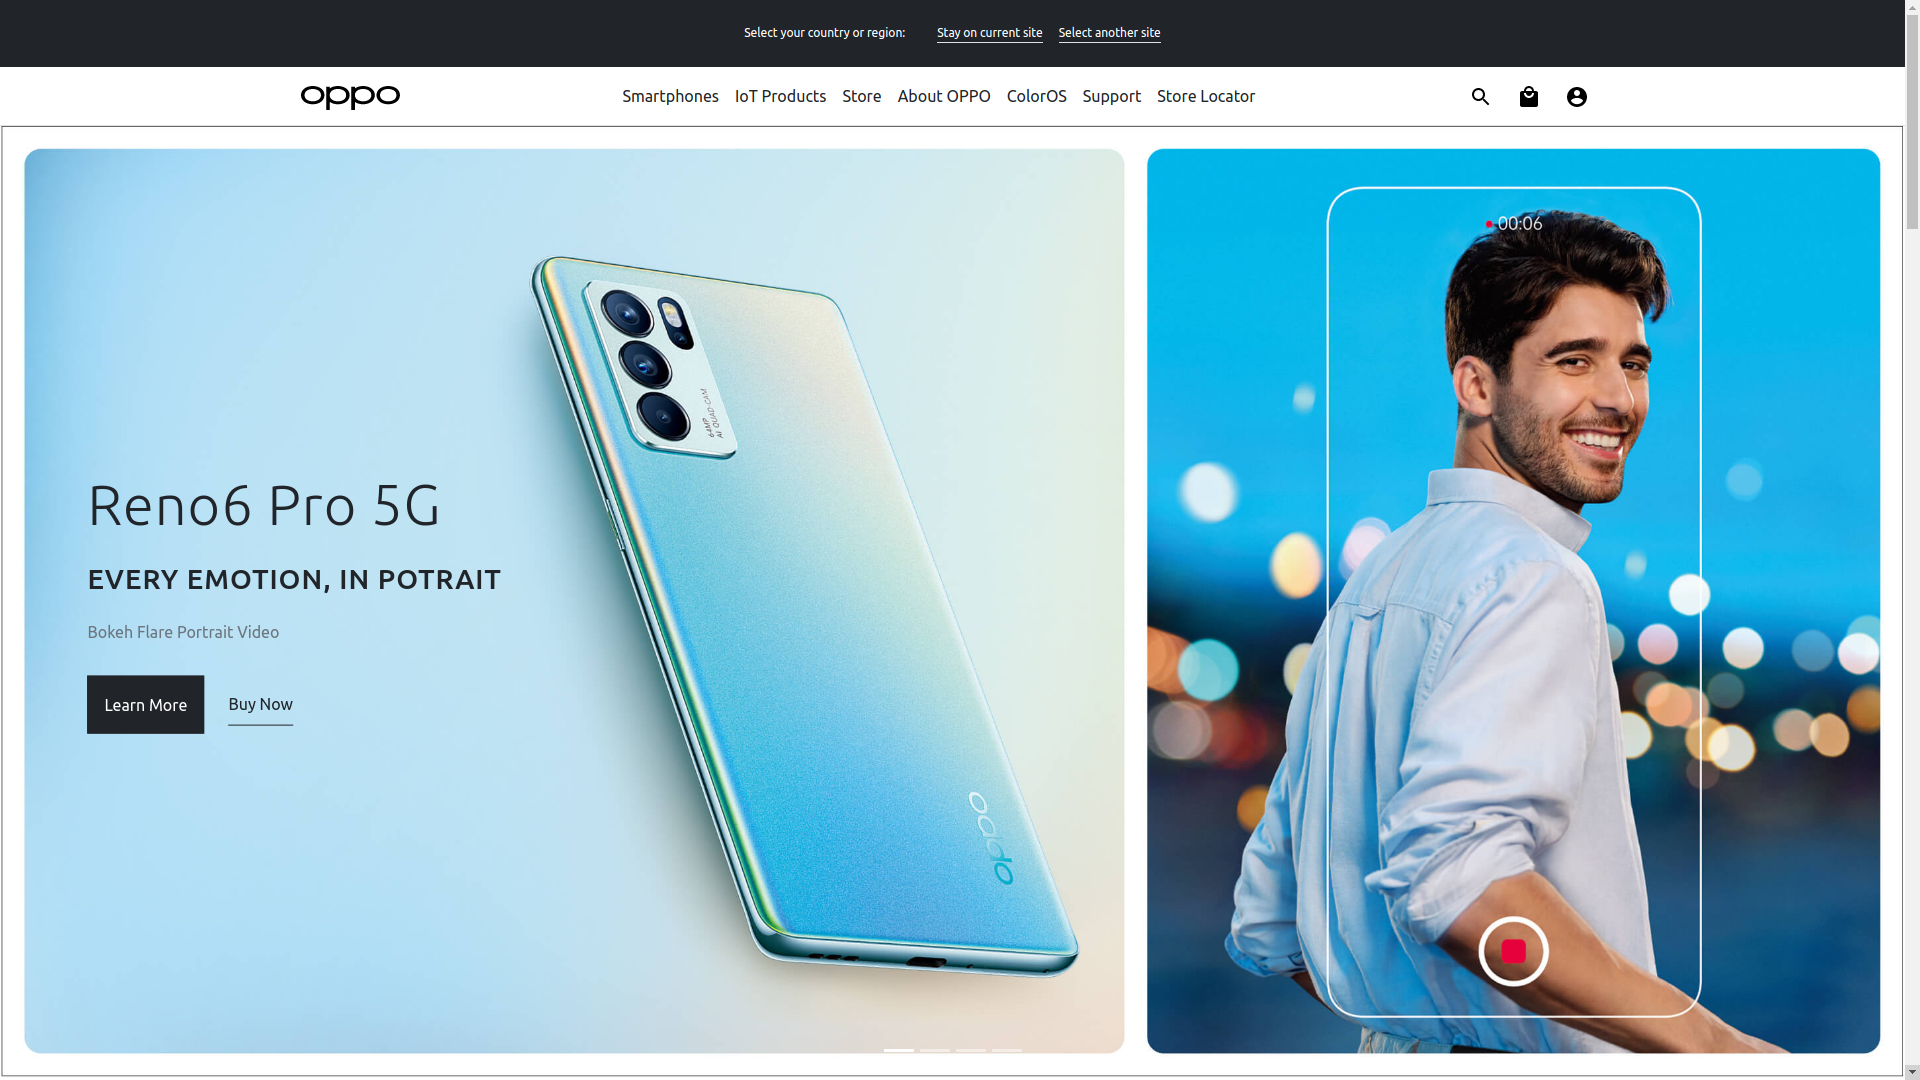 Select your country or region: Stay on current site Select another site
oppo Smartphones IoT Products Store About OPPO ColorOS Support Store Locator
00:06
64MP
AI QUAD-CAM
Reno6 Pro 5G
EVERY EMOTION, IN POTRAIT
Bokeh Flare Portrait Video
Learn More Buy Now
oppo